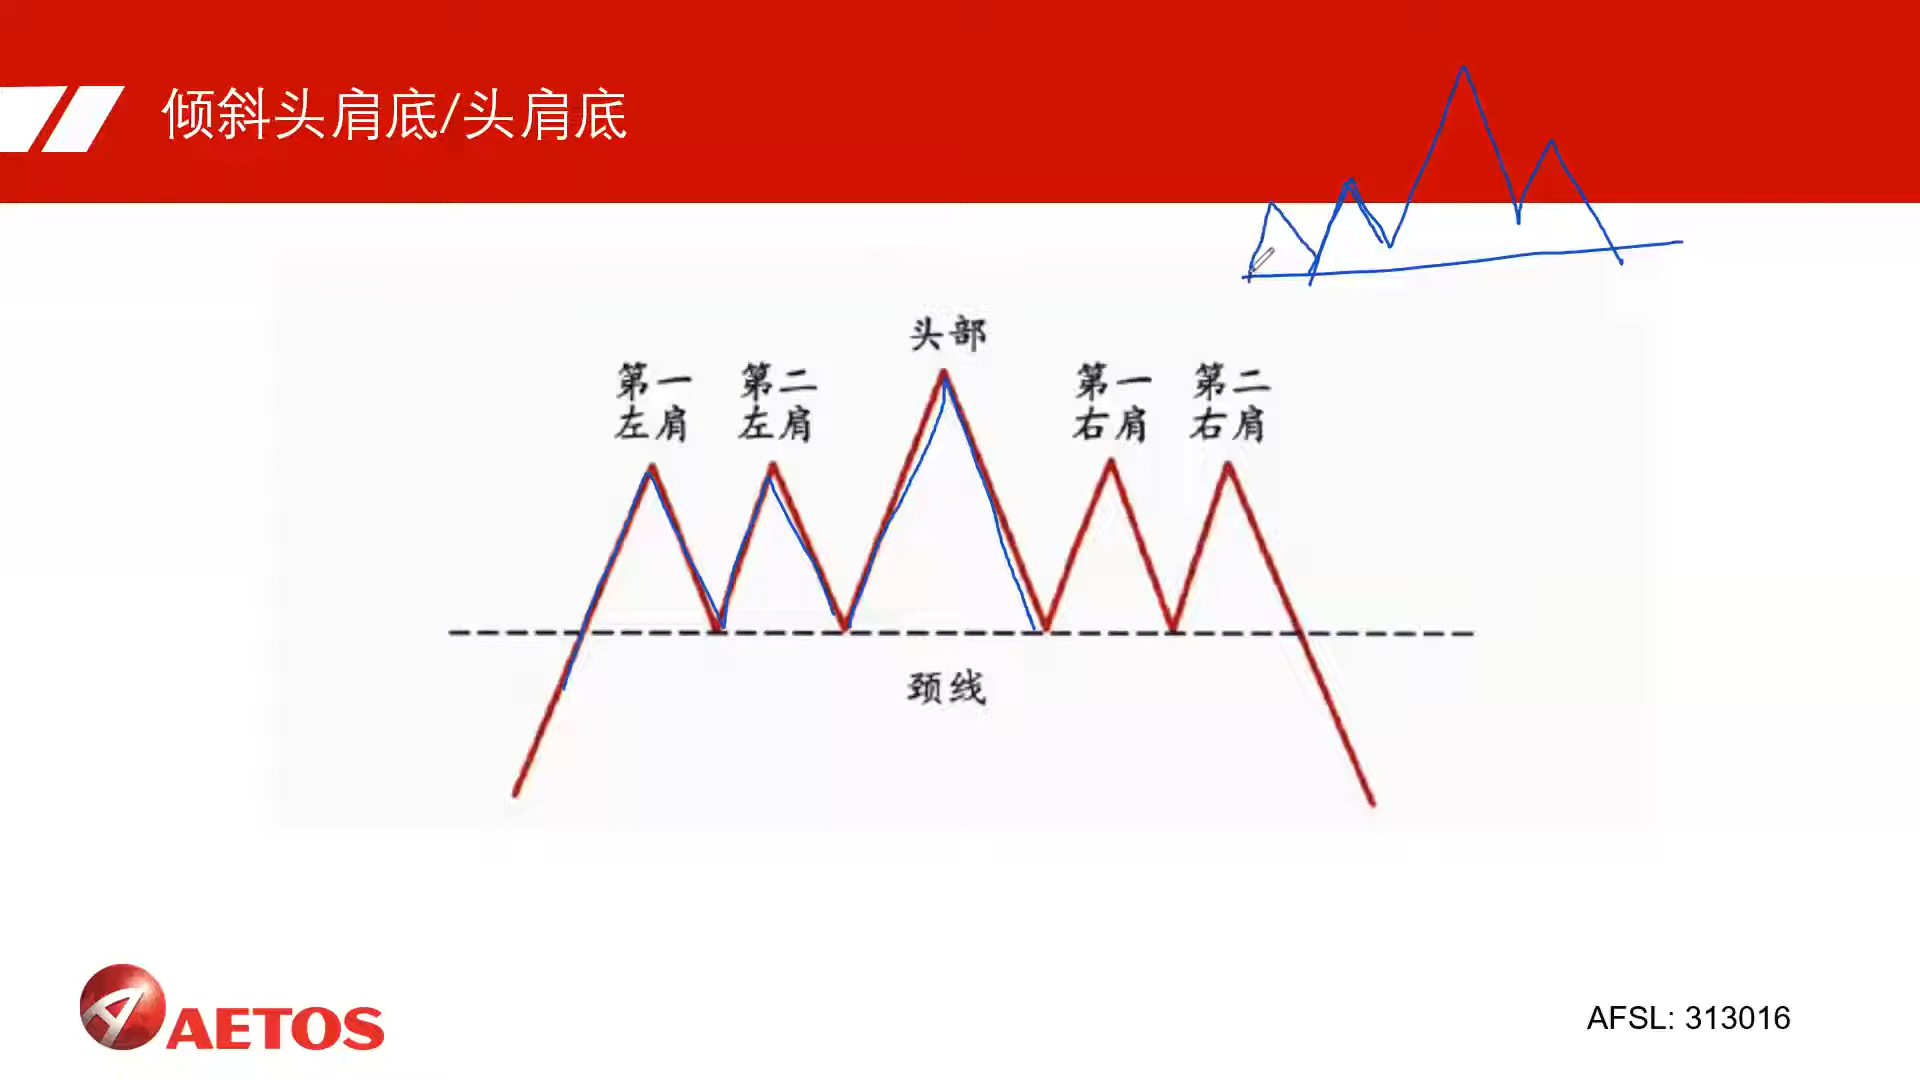 倾斜头肩底/头肩底
头部
第一
左肩
第二
左肩
第一
右肩
第二
右肩
颈线
AETOS
AFSL: 313016